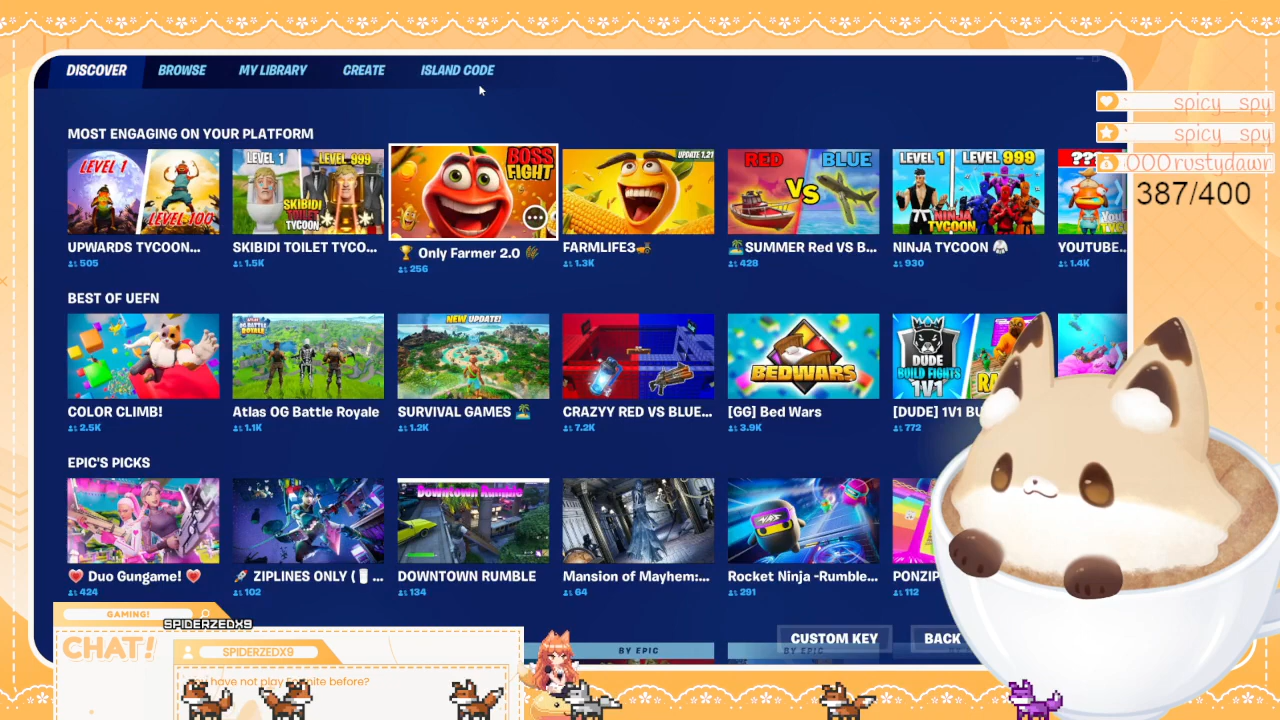 DISCOVER BROWSE MY LIBRARY CREATE ISLAND CODE
spicy_spy
spicy_spy
000rustydawn
387/400
MOST ENGAGING ON YOUR PLATFORM
LEVEL 1 LEVEL 100
LEVEL 1 LEVEL 999 SKIBIDI TOILET TYCOON
BOSS FIGHT
UPDATE 1.21
RED VS BLUE
LEVEL 1 LEVEL 999 NINJA TYCOON
???
UPWARDS TYCOON...
SKIBIDI TOILET TYCO...
🏆 Only Farmer 2.0
FARMLIFE3🚜
🏝️SUMMER Red VS B...
NINJA TYCOON 🥋
YOUTUBE..
505
1.5K
256
1.3K
428
930
1.4K
BEST OF UEFN
ATLAS OG BATTLE ROYALE
NEW UPDATE!
BEDWARS
DUDE BUILD FIGHTS 1V1
COLOR CLIMB!
Atlas OG Battle Royale
SURVIVAL GAMES 🏝️
CRAZYY RED VS BLUE...
[GG] Bed Wars
[DUDE] 1V1 BU
2.5K
1.1K
1.2K
7.2K
3.9K
772
EPIC'S PICKS
Downtown Rumble
❤️ Duo Gungame! ❤️
🚀 ZIPLINES ONLY ( ...
DOWNTOWN RUMBLE
Mansion of Mayhem:...
Rocket Ninja -Rumble...
PONZIP
424
102
134
64
291
112
GAMING!
SPIDERZEDX9
CUSTOM KEY
BACK
BY EPIC
BY EPIC
CHAT!
SPIDERZEDX9
have not play before?